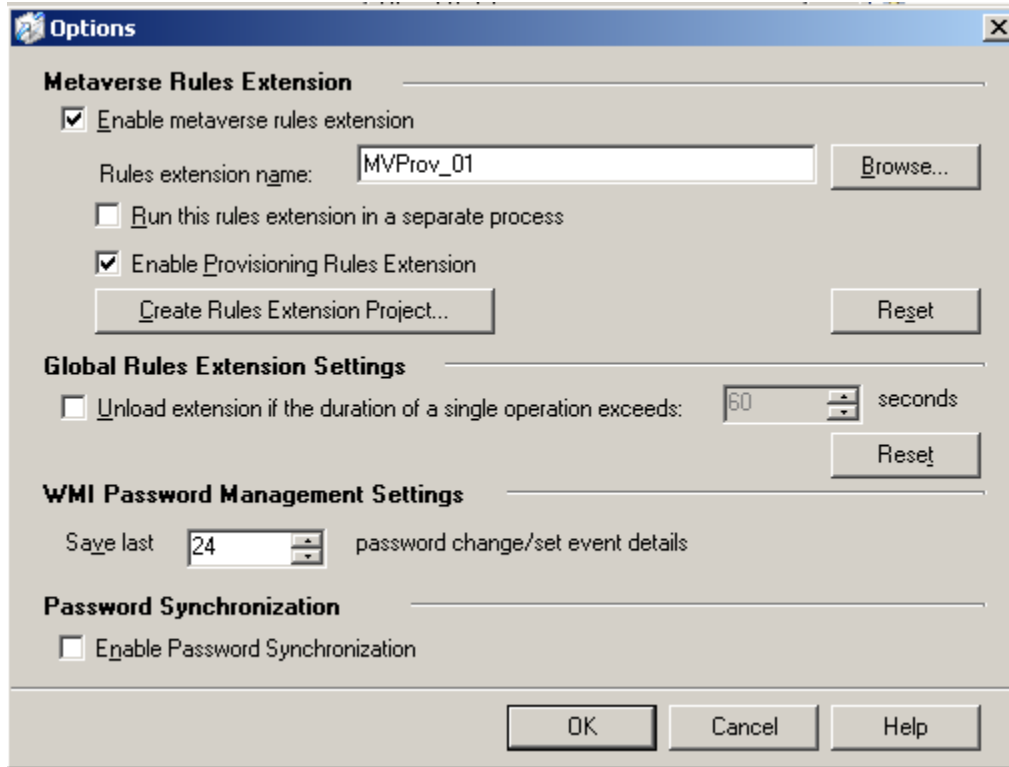 Options
Metaverse Rules Extension
Enable metaverse rules extension
Rules extension name: MVProv_01 Browse...
Run this rules extension in a separate process
Enable Provisioning Rules Extension
Create Rules Extension Project... Reset
Global Rules Extension Settings
Unload extension if the duration of a single operation exceeds: 60 seconds
Reset
WMI Password Management Settings
Save last 24 password change/set event details
Password Synchronization
Enable Password Synchronization
OK Cancel Help